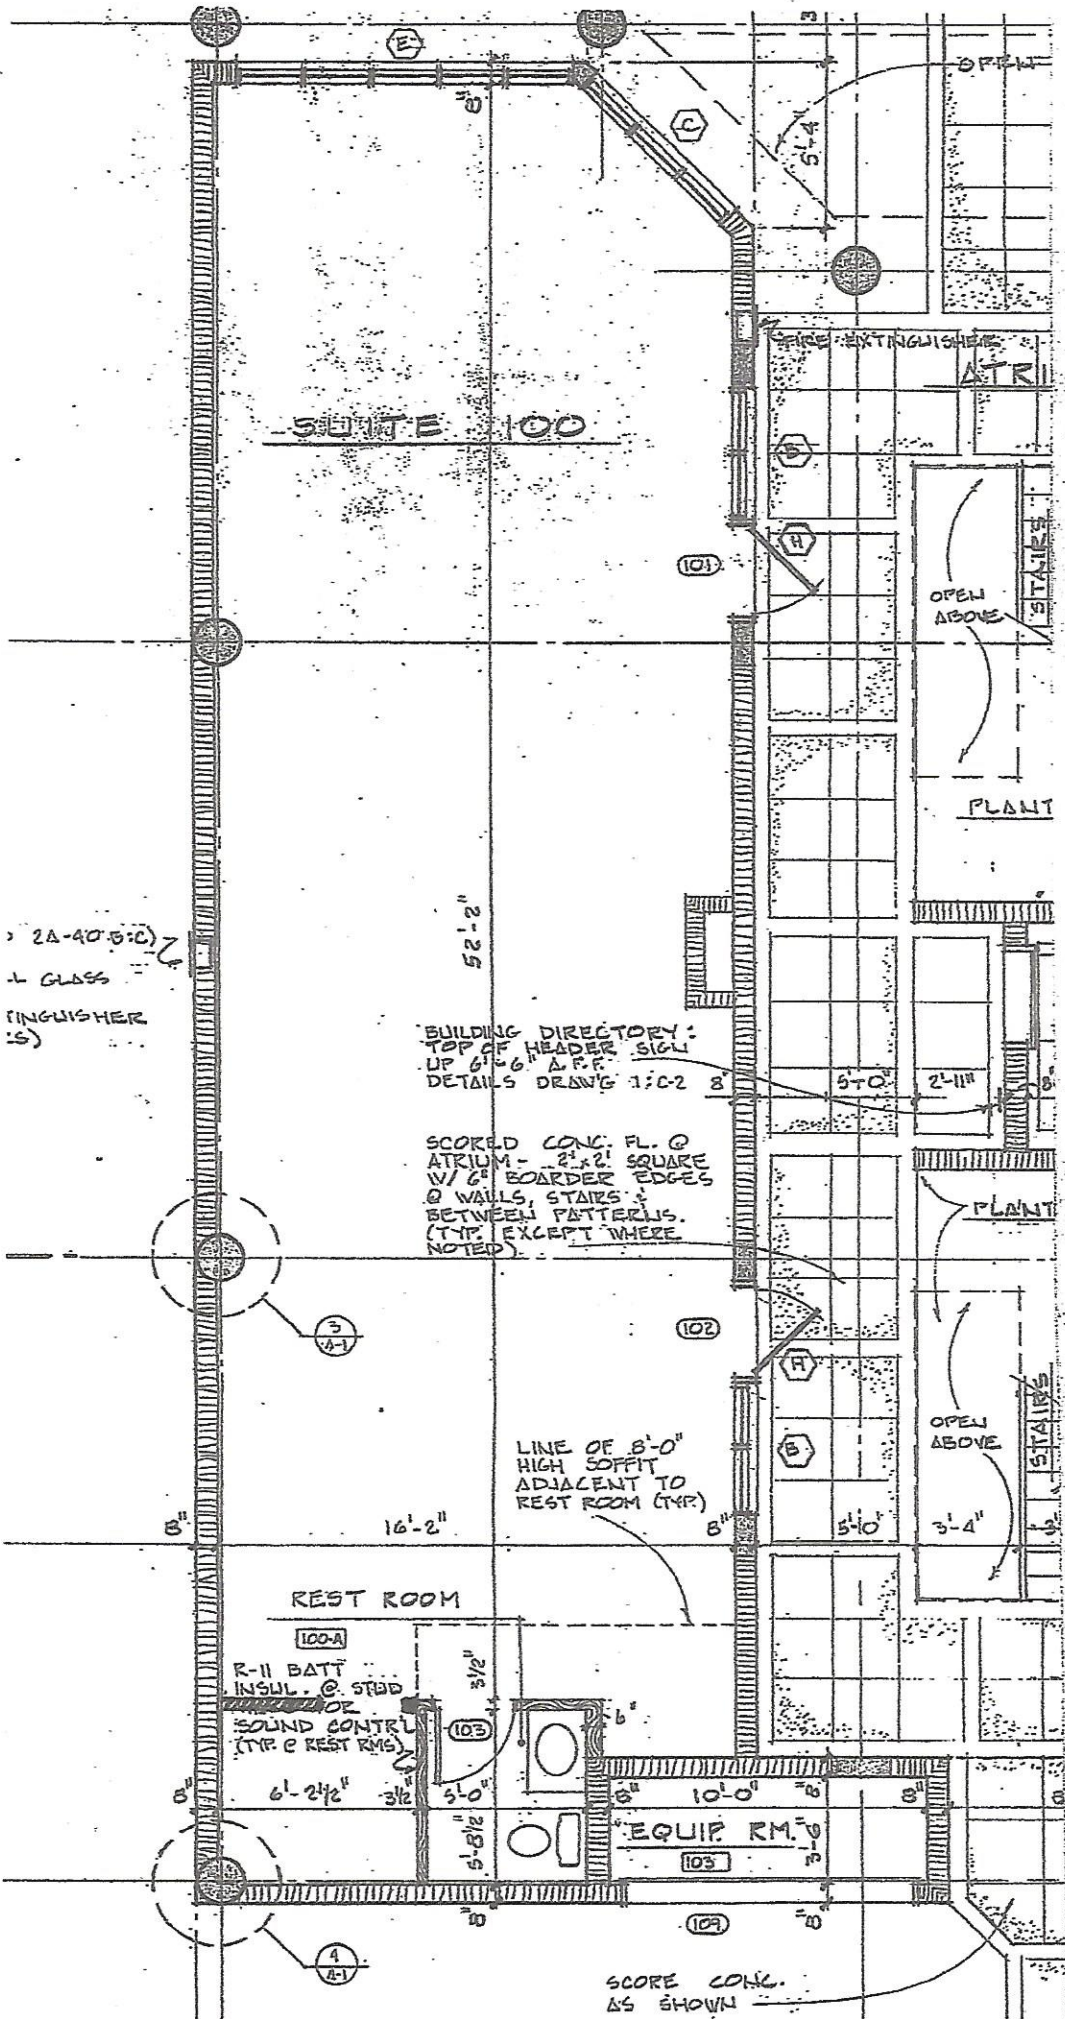 E
8"
C
OPEN
5'-4"
3
FIRE EXTINGUISHER
ATRI
SUITE 100
B
H
101
STAIRS
OPEN
ABOVE
PLANT
2A-40:B:C)
-L GLASS
TINGUISHER
52'-2"
BUILDING DIRECTORY:
TOP OF HEADER SIGN
UP 6'-6" A.F.F.
DETAILS DRAW'G 1;C-2
8"
5'-0"
2'-11"
8"
SCORED CONC. FL. @
ATRIUM - 2'x2' SQUARE
W/ 6" BOARDER EDGES
@ WALLS, STAIRS &
BETWEEN PATTERNS.
(TYP. EXCEPT WHERE
NOTED)
PLANT
3
A-1
102
H
B
OPEN
ABOVE
STAIRS
LINE OF 8'-0"
HIGH SOFFIT
ADJACENT TO
REST ROOM (TYP.)
8"
16'-2"
8"
5'-0"
3'-4"
REST ROOM
100-A
R-11 BATT
INSUL. @ STUD
FOR
SOUND CONTR'L
(TYP. @ REST RMS)
3 1/2"
103
6"
8"
6'-2 1/2"
3 1/2"
5'-0"
8"
10'-0"
8"
8"
5'-8 1/2"
EQUIP. RM.
103
3'-6"
8"
109
8"
4
A-1
SCORE CONC.
AS SHOWN